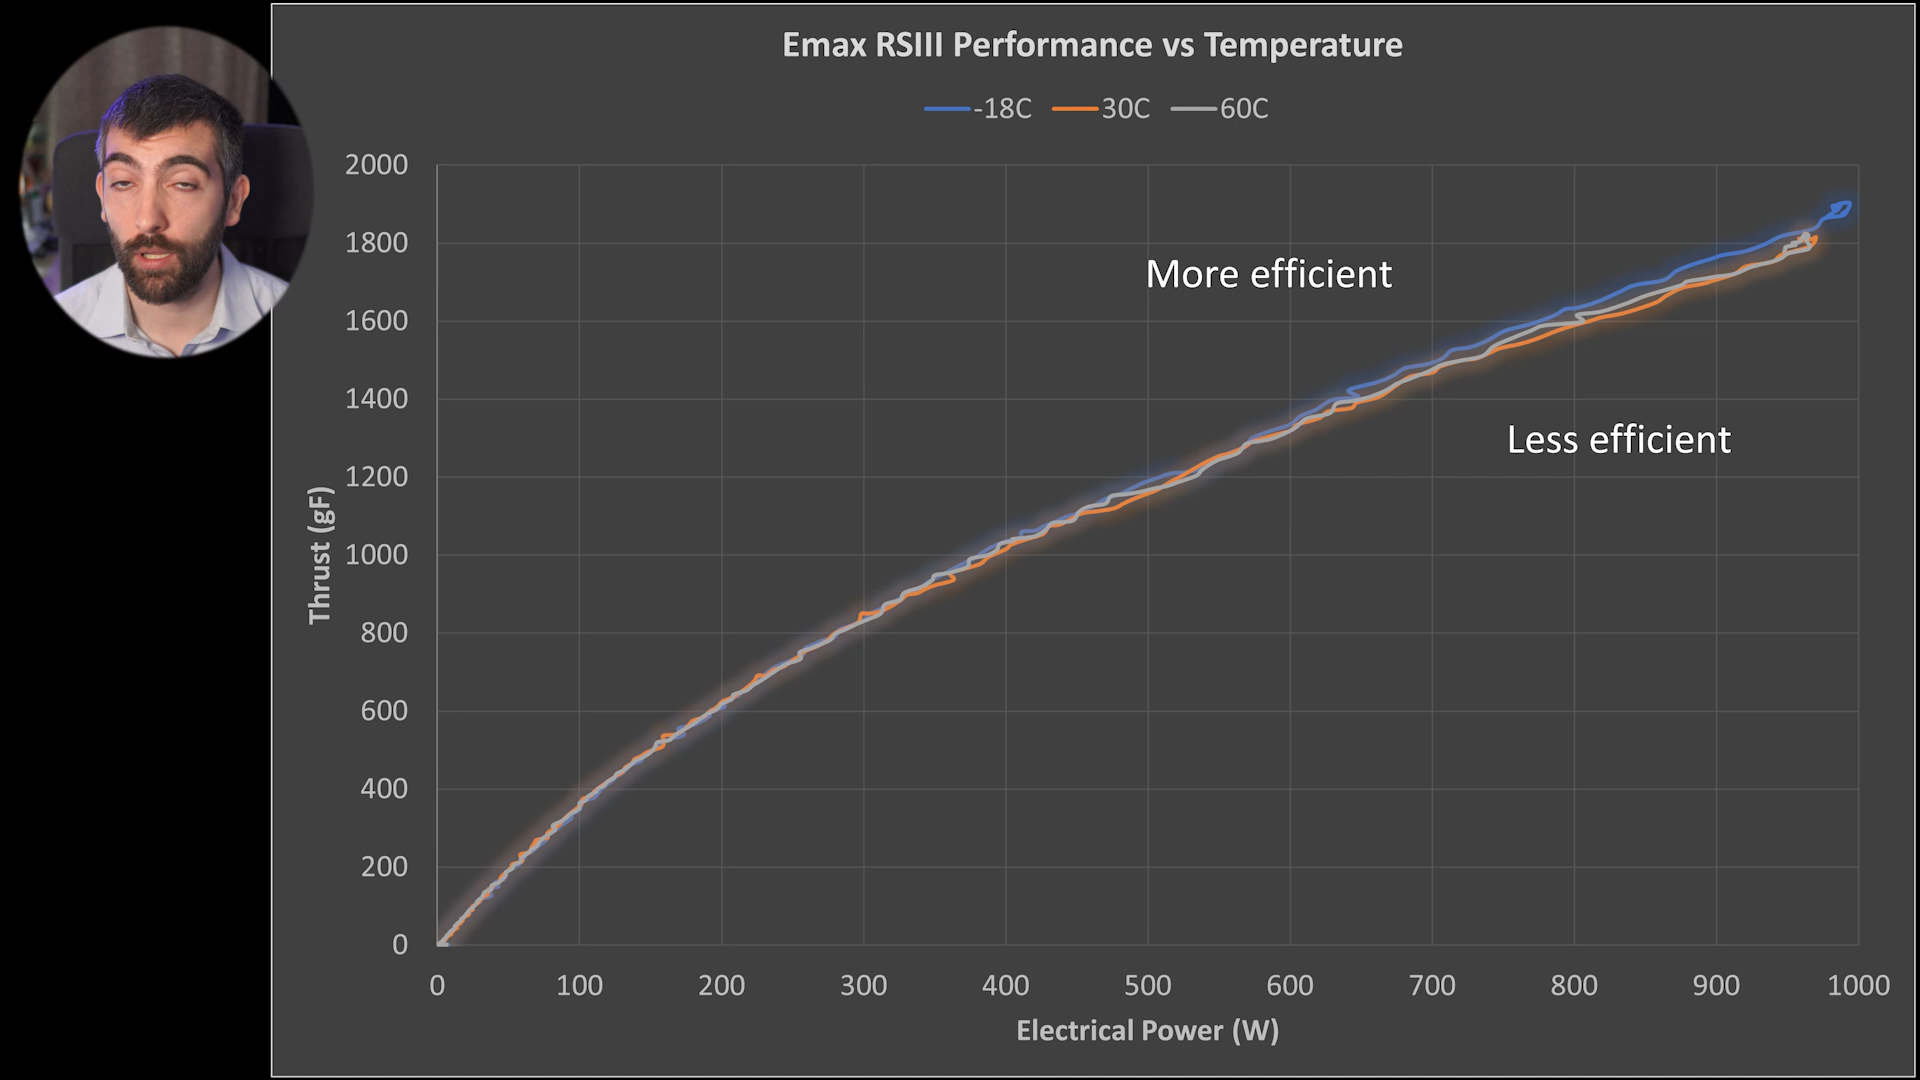 Emax RSIII Performance vs Temperature
-18C 30C 60C
2000
1800
1600
1400
1200
1000
800
600
400
200
0
Thrust (gF)
More efficient
Less efficient
0 100 200 300 400 500 600 700 800 900 1000
Electrical Power (W)